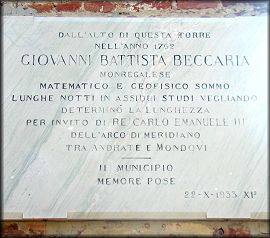 DALL'ALTO DI QUESTA TORRE
NELL'ANNO 1762
GIOVANNI BATTISTA BECCARIA
MONREGALESE
MATEMATICO E GEOFISICO SOMMO
LUNGHE NOTTI IN ASSIDUI STUDI VEGLIANDO
DETERMINÒ LA LUNGHEZZA
PER INVITO DI RE CARLO EMANUELE III
DELL'ARCO DI MERIDIANO
TRA ANDRATE E MONDOVI
IL MUNICIPIO
MEMORE POSE
22-X-1933 XI°